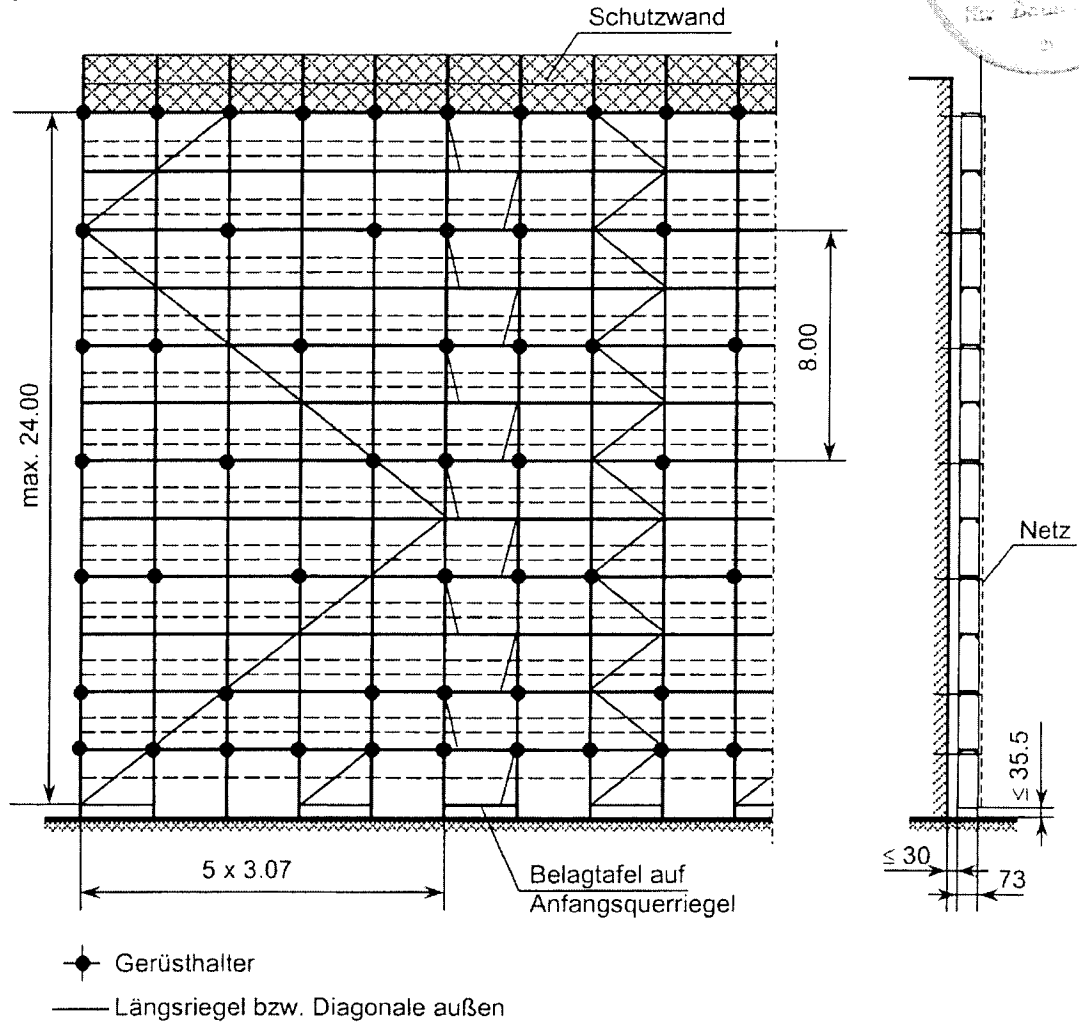 Schutzwand
max. 24.00
8.00
Netz
≤ 35.5
≤ 30
73
5 x 3.07
Belagtafel auf
Anfangsquerriegel
Gerüsthalter
Längsriegel bzw. Diagonale außen